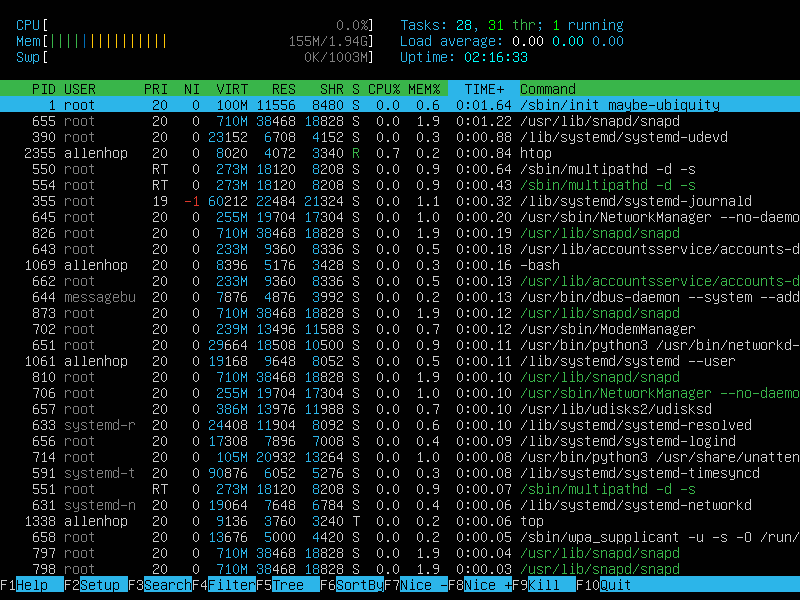 CPU[ 0.0%] Tasks: 28, 31 thr; 1 running
Mem[|||||||||||||||| 155M/1.94G] Load average: 0.00 0.00 0.00
Swp[ 0K/1003M] Uptime: 02:16:33
PID USER PRI NI VIRT RES SHR S CPU% MEM% TIME+ Command
1 root 20 0 100M 11556 8480 S 0.0 0.6 0:01.64 /sbin/init maybe-ubiquity
655 root 20 0 710M 38468 18828 S 0.0 1.9 0:01.22 /usr/lib/snapd/snapd
390 root 20 0 23152 6708 4152 S 0.0 0.3 0:00.88 /lib/systemd/systemd-udevd
2355 allenhop 20 0 8020 4072 3340 R 0.7 0.2 0:00.84 htop
550 root RT 0 273M 18120 8208 S 0.0 0.9 0:00.64 /sbin/multipathd -d -s
554 root RT 0 273M 18120 8208 S 0.0 0.9 0:00.43 /sbin/multipathd -d -s
355 root 19 -1 60212 22484 21324 S 0.0 1.1 0:00.32 /lib/systemd/systemd-journald
645 root 20 0 255M 19704 17304 S 0.0 1.0 0:00.20 /usr/sbin/NetworkManager --no-daemo
826 root 20 0 710M 38468 18828 S 0.0 1.9 0:00.19 /usr/lib/snapd/snapd
643 root 20 0 233M 9360 8336 S 0.0 0.5 0:00.18 /usr/lib/accountsservice/accounts-d
1069 allenhop 20 0 8396 5176 3428 S 0.0 0.3 0:00.16 -bash
662 root 20 0 233M 9360 8336 S 0.0 0.5 0:00.13 /usr/lib/accountsservice/accounts-d
644 messagebu 20 0 7876 4876 3992 S 0.0 0.2 0:00.13 /usr/bin/dbus-daemon --system --add
873 root 20 0 710M 38468 18828 S 0.0 1.9 0:00.12 /usr/lib/snapd/snapd
702 root 20 0 239M 13496 11588 S 0.0 0.7 0:00.12 /usr/sbin/ModemManager
651 root 20 0 29664 18508 10500 S 0.0 0.9 0:00.11 /usr/bin/python3 /usr/bin/networkd-
1061 allenhop 20 0 19168 9648 8052 S 0.0 0.5 0:00.11 /lib/systemd/systemd --user
810 root 20 0 710M 38468 18828 S 0.0 1.9 0:00.10 /usr/lib/snapd/snapd
706 root 20 0 255M 19704 17304 S 0.0 1.0 0:00.10 /usr/sbin/NetworkManager --no-daemo
657 root 20 0 386M 13976 11988 S 0.0 0.7 0:00.10 /usr/lib/udisks2/udisksd
633 systemd-r 20 0 24408 11904 8092 S 0.0 0.6 0:00.10 /lib/systemd/systemd-resolved
656 root 20 0 17308 7896 7008 S 0.0 0.4 0:00.09 /lib/systemd/systemd-logind
714 root 20 0 105M 20932 13264 S 0.0 1.0 0:00.08 /usr/bin/python3 /usr/share/unatten
591 systemd-t 20 0 90876 6052 5276 S 0.0 0.3 0:00.08 /lib/systemd/systemd-timesyncd
551 root RT 0 273M 18120 8208 S 0.0 0.9 0:00.07 /sbin/multipathd -d -s
631 systemd-n 20 0 19064 7648 6784 S 0.0 0.4 0:00.06 /lib/systemd/systemd-networkd
1338 allenhop 20 0 9136 3760 3240 T 0.0 0.2 0:00.06 top
658 root 20 0 13676 5000 4420 S 0.0 0.2 0:00.05 /sbin/wpa_supplicant -u -s -O /run/
797 root 20 0 710M 38468 18828 S 0.0 1.9 0:00.04 /usr/lib/snapd/snapd
798 root 20 0 710M 38468 18828 S 0.0 1.9 0:00.03 /usr/lib/snapd/snapd
F1Help F2Setup F3SearchF4FilterF5Tree F6SortByF7Nice -F8Nice +F9Kill F10Quit